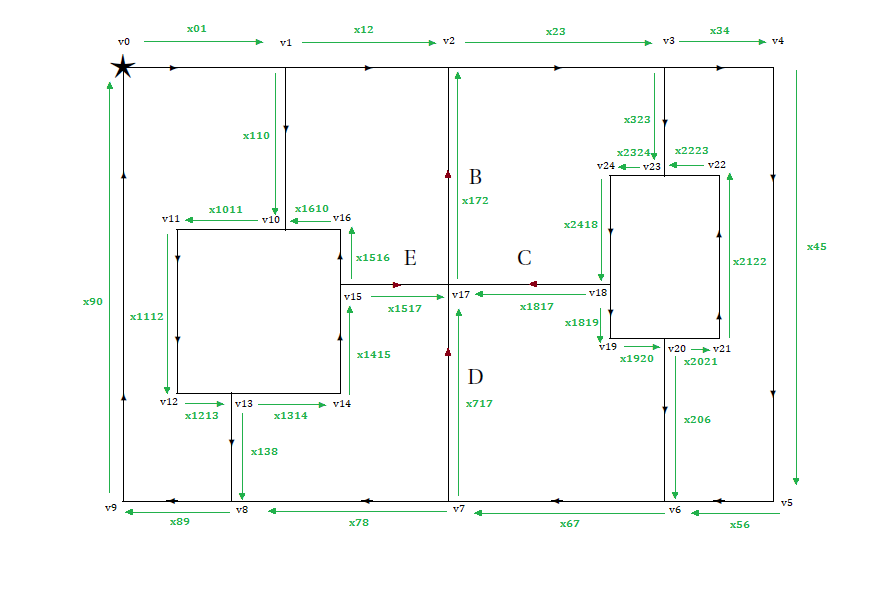 x01 x12 x23 x34
v0 v1 v2 v3 v4
x323
x110
x2324 x2223
v24 v23 v22
B
x172
x1011 x1610
v11 v10 v16
x2418
x45
E C
x1516
x2122
v15 v17 v18
x90
x1517 x1817
x1112
x1819
v19 v20 v21
x1415
x1920 x2021
D
v12 v13 v14
x717
x1213 x1314
x206
x138
v9 v8 v7 v6 v5
x89 x78 x67 x56